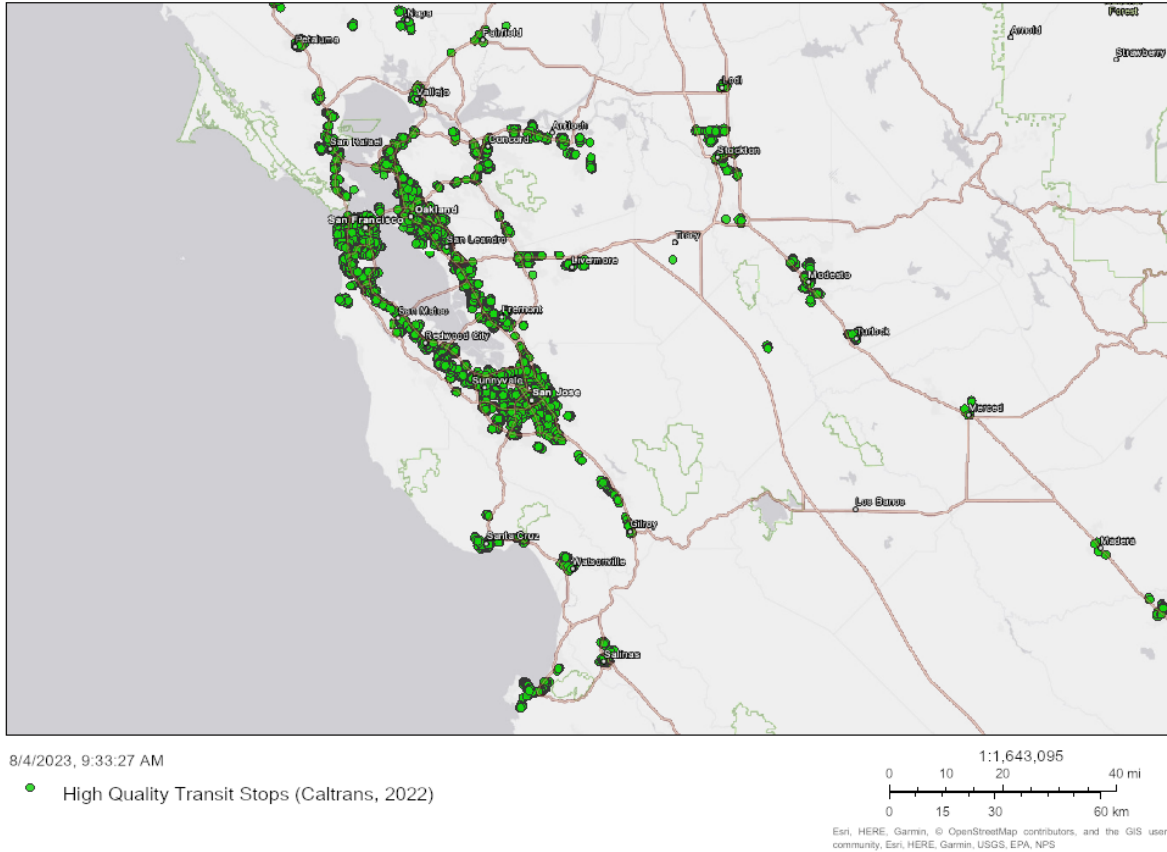 Forest
Napa
Arnold
Petaluma
Fairfield
Strawberry
Lodi
Vallejo
Antioch
San Rafael
Concord
Stockton
Oakland
San Francisco
San Leandro
Tracy
Livermore
Modesto
San Mateo
Fremont
Redwood City
Turlock
Sunnyvale
San Jose
Merced
Los Banos
Gilroy
Santa Cruz
Madera
Watsonville
Salinas
8/4/2023, 9:33:27 AM
High Quality Transit Stops (Caltrans, 2022)
1:1,643,095
0 10 20 40 mi
0 15 30 60 km
Esri, HERE, Garmin, © OpenStreetMap contributors, and the GIS user
community, Esri, HERE, Garmin, USGS, EPA, NPS